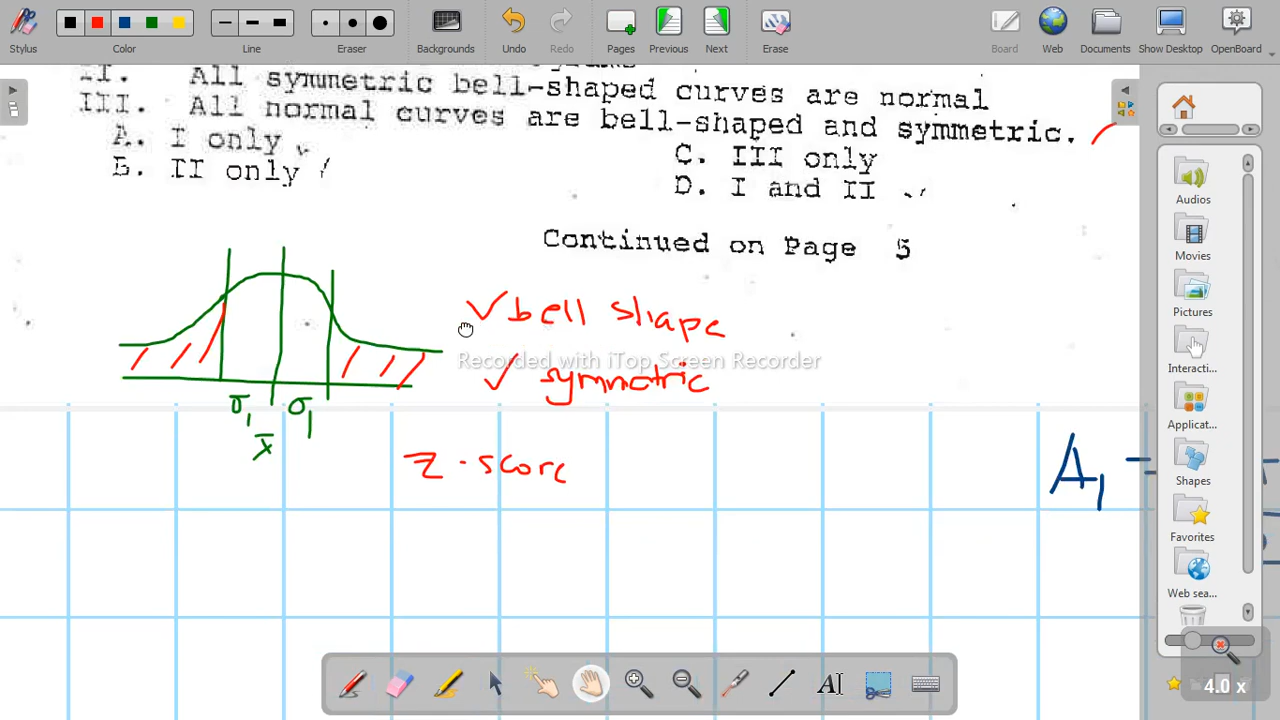 Stylus Color Line Eraser Backgrounds Undo Redo Pages Previous Next Erase Board Web Documents Show Desktop OpenBoard
II. All symmetric bell-shaped curves are normal
III. All normal curves are bell-shaped and symmetric.
A. I only
C. III only
B. II only
D. I and II
Continued on Page 5
bell shape
Recorded with iTop Screen Recorder
symmetric
σ1 σ1
x̄
z-score
A1
Audios
Movies
Pictures
Interacti...
Applicat...
Shapes
Favorites
Web sea...
4.0 x